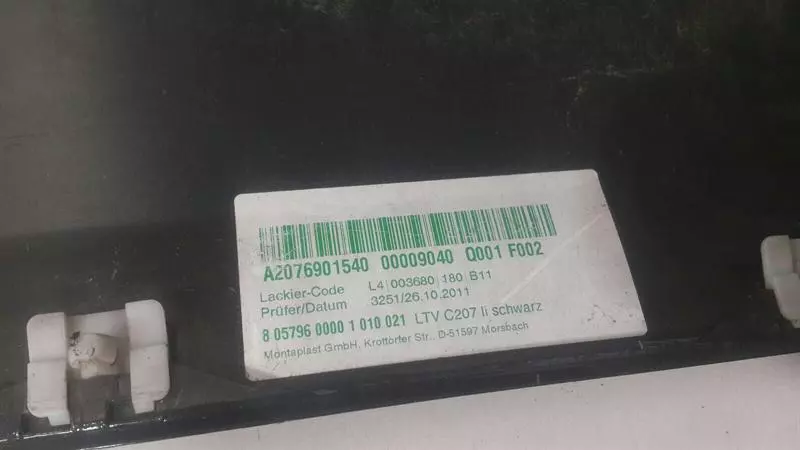 A2076901540 00009040 Q001 F002
Lackier-Code L4|003680|180|B11
Prüfer/Datum 3251/26.10.2011
8 05796 0000 1 010 021 LTV C207 li schwarz
Montaplast GmbH, Krottorfer Str., D-51597 Morsbach